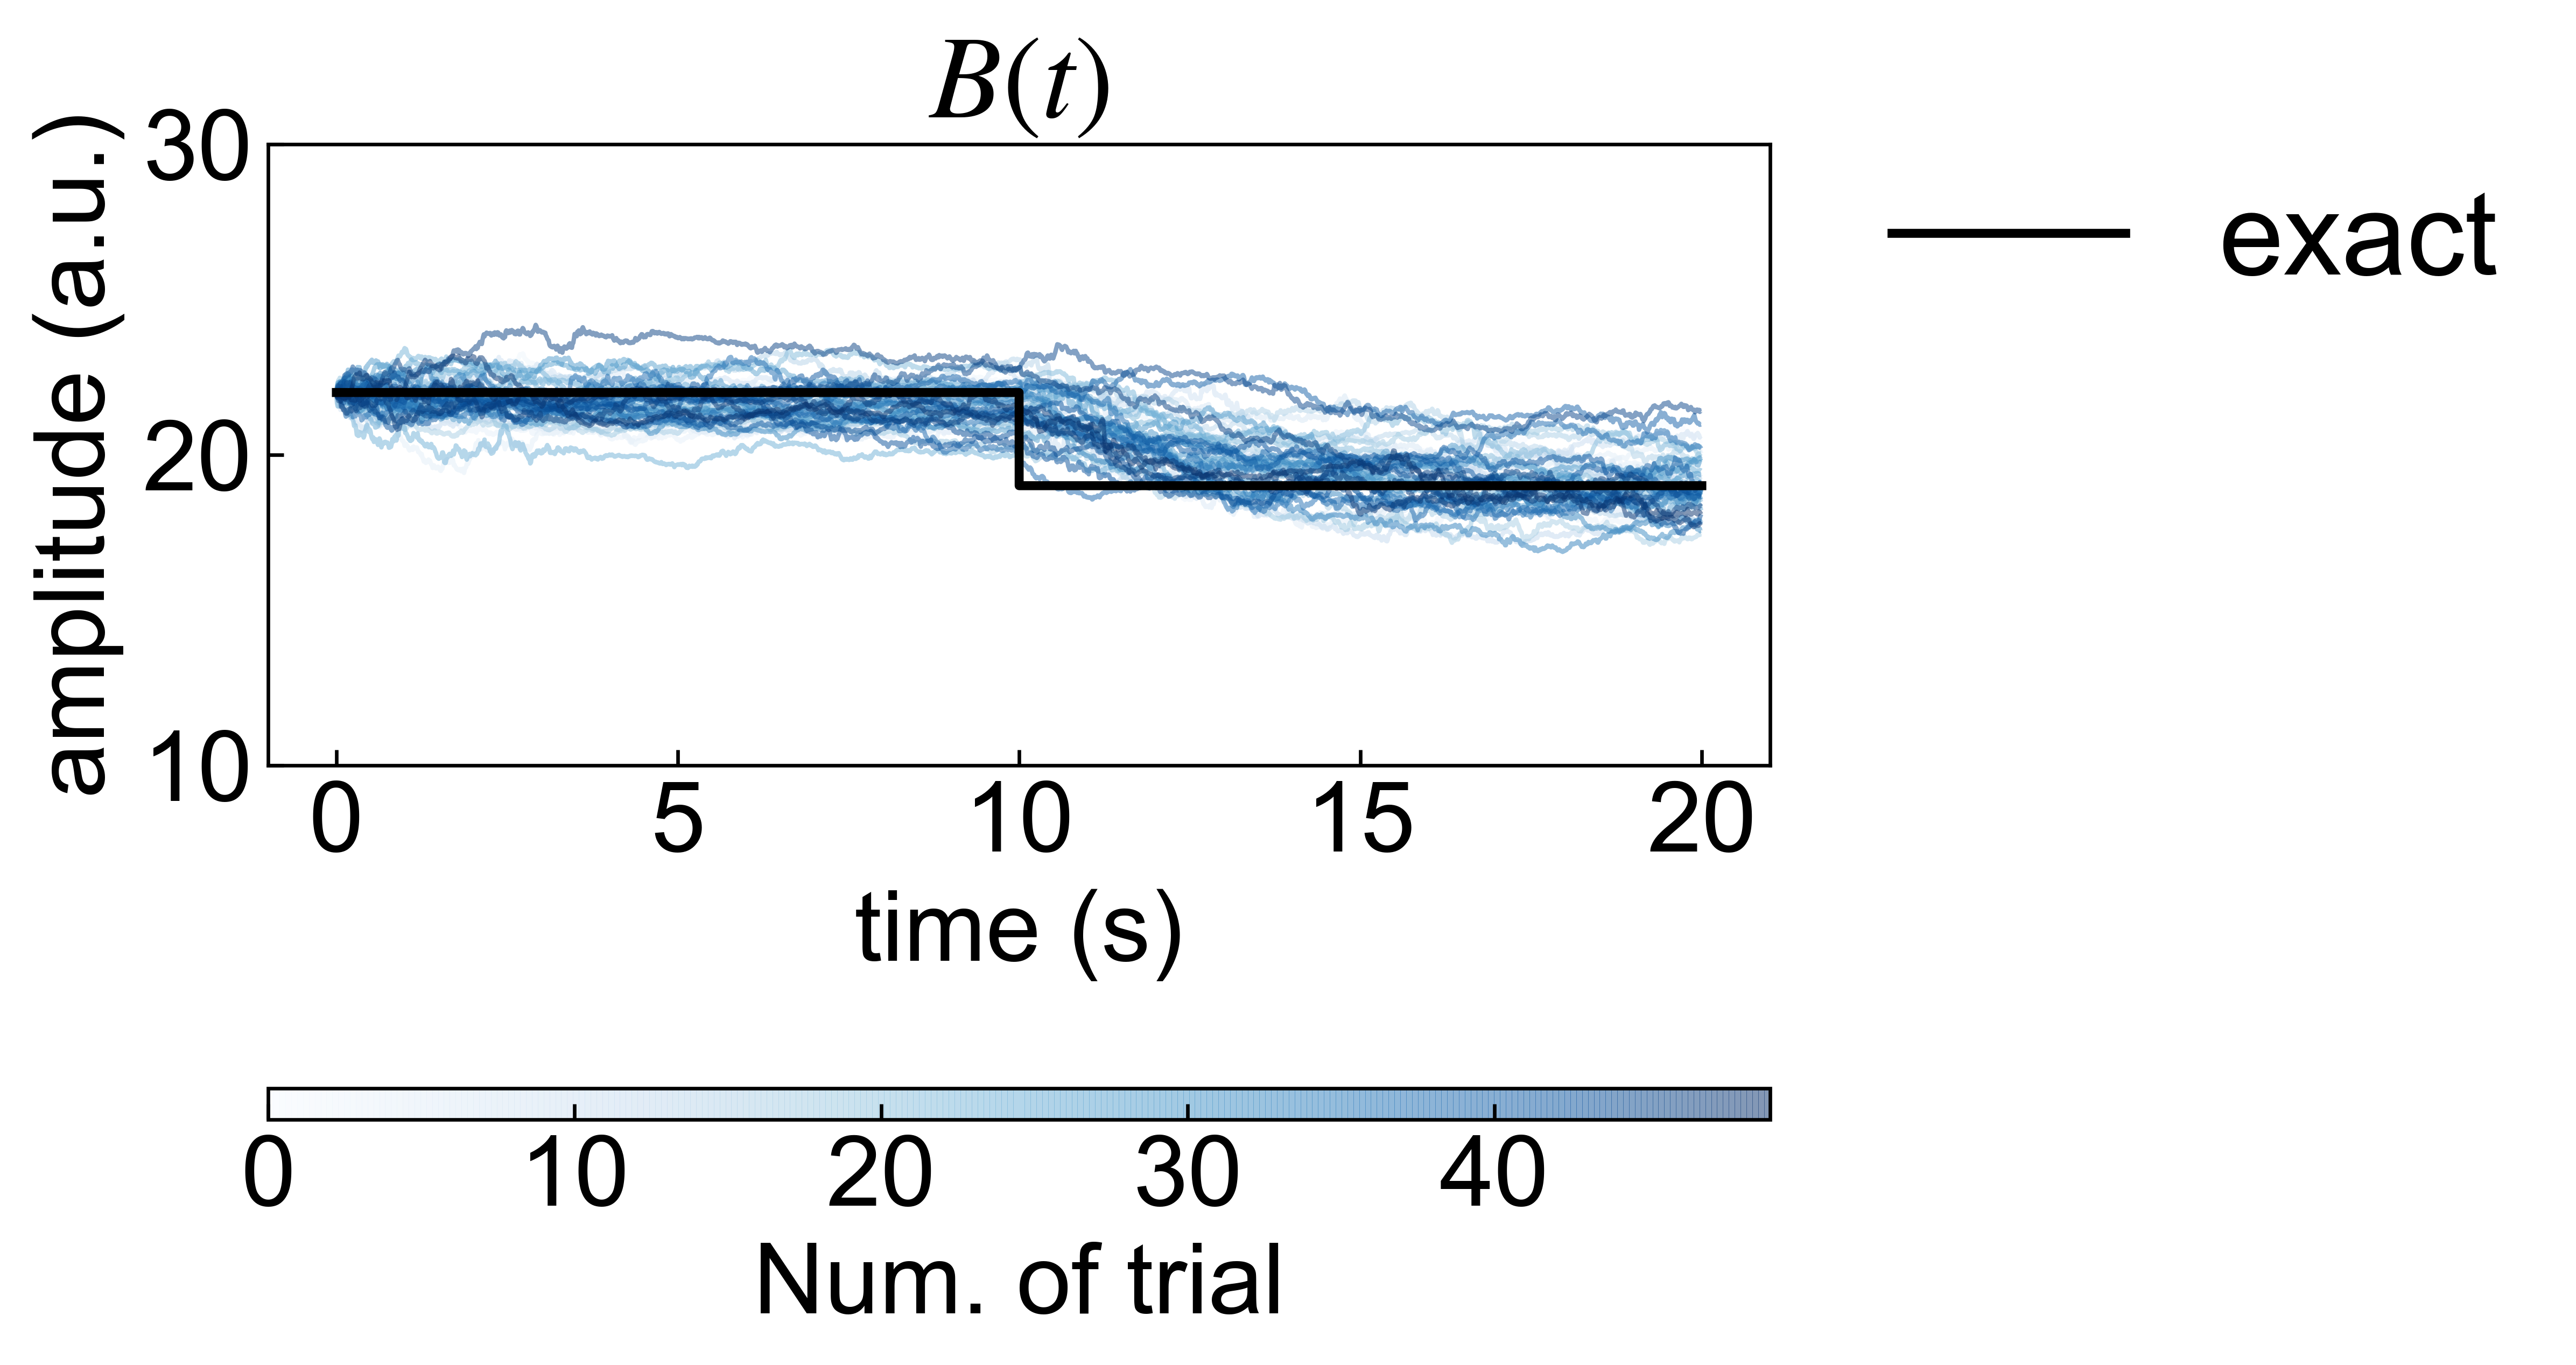 B(t)
exact
amplitude (a.u.)
30
20
10
0 5 10 15 20
time (s)
0 10 20 30 40
Num. of trial